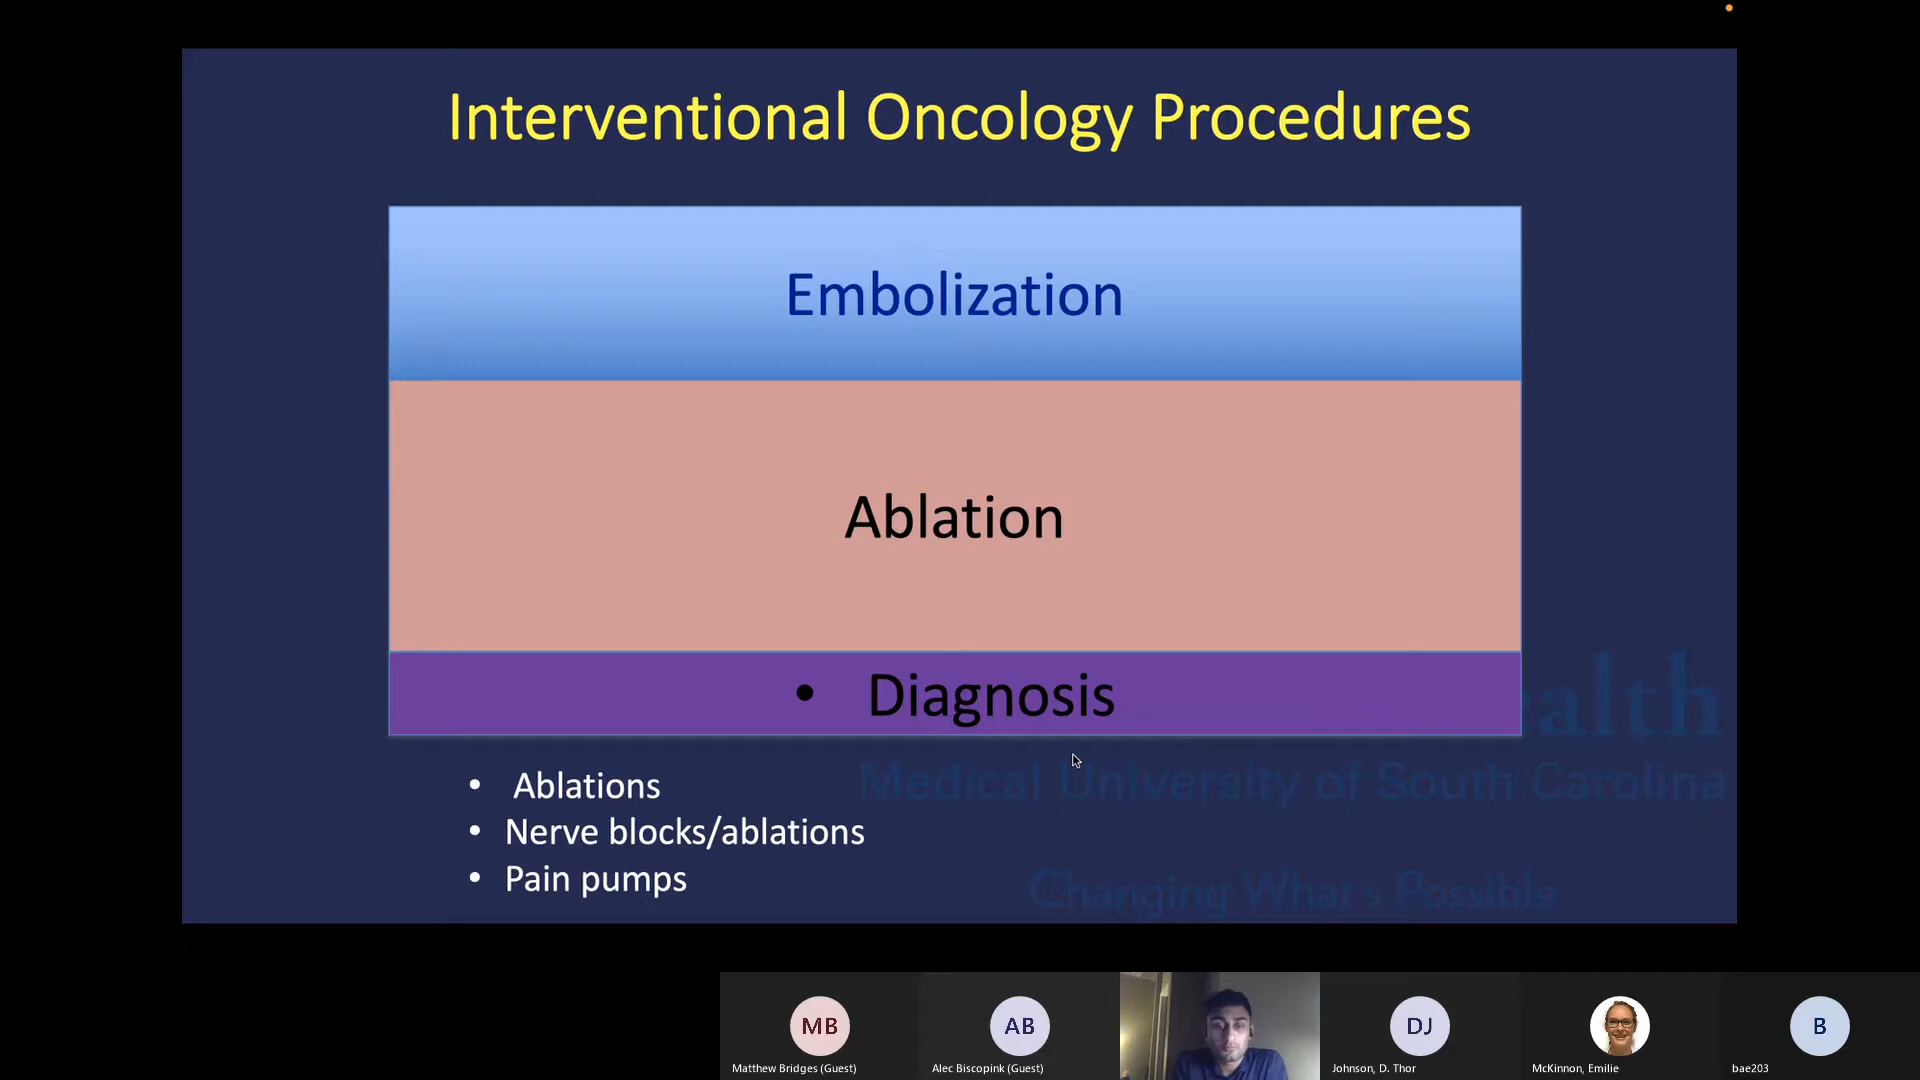 Interventional Oncology Procedures
Embolization
Ablation
• Diagnosis
alth
Medical University of South Carolina
Changing What's Possible
• Ablations
• Nerve blocks/ablations
• Pain pumps
MB
AB
DJ
B
Matthew Bridges (Guest)
Alec Biscopink (Guest)
Johnson, D. Thor
McKinnon, Emilie
bae203